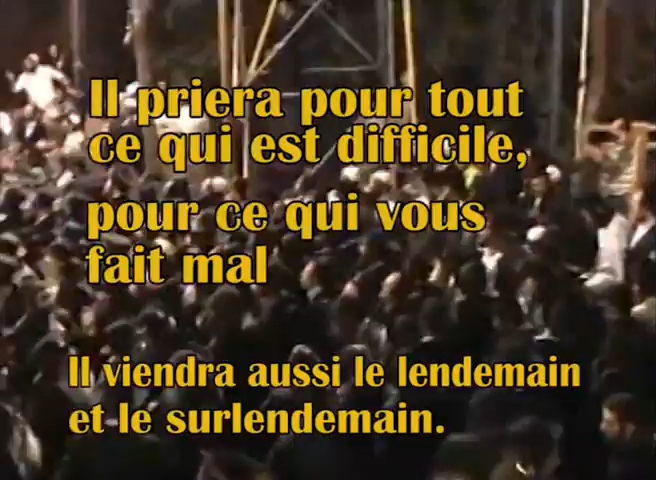 Il priera pour tout
ce qui est difficile,
pour ce qui vous
fait mal
Il viendra aussi le lendemain
et le surlendemain.